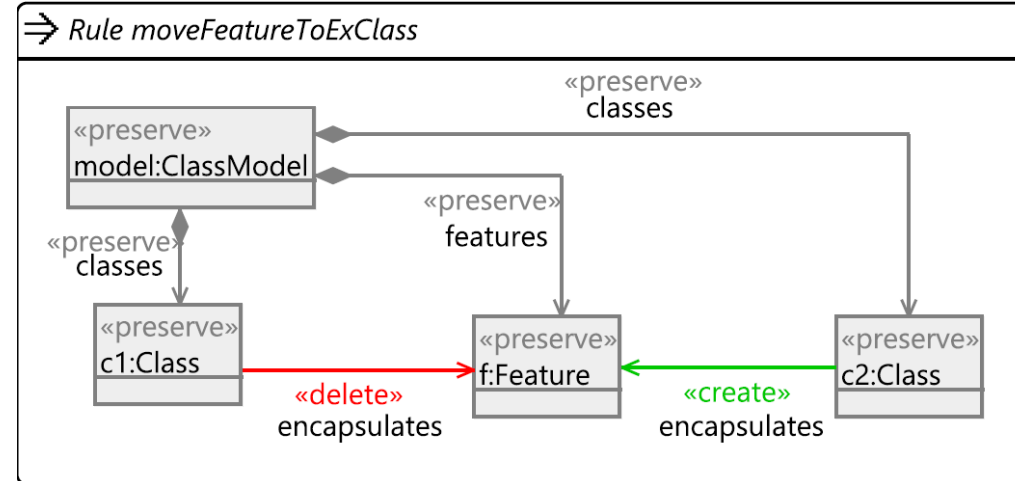 Rule moveFeatureToExClass
«preserve»
classes
«preserve»
model:ClassModel
«preserve»
features
«preserve»
classes
«preserve»
c1:Class
«preserve»
f:Feature
«preserve»
c2:Class
«delete»
encapsulates
«create»
encapsulates